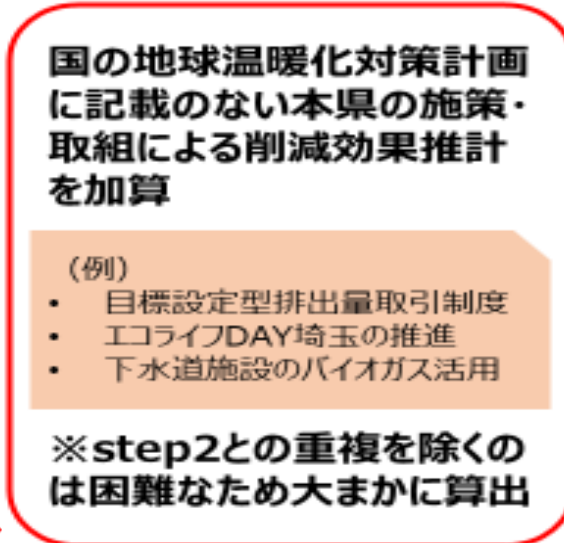 国の地球温暖化対策計画
に記載のない本県の施策・
取組による削減効果推計
を加算
(例)
• 目標設定型排出量取引制度
• エコライフDAY埼玉の推進
• 下水道施設のバイオガス活用
※step2との重複を除くの
は困難なため大まかに算出